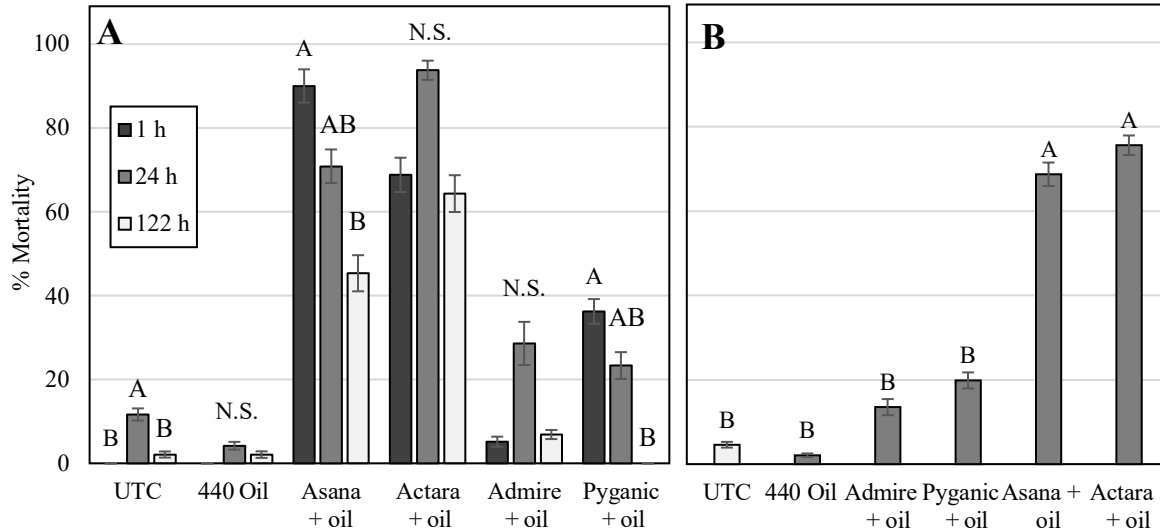 A
B
% Mortality
100
80
60
40
20
0
1 h
24 h
122 h
B
A
B
N.S.
A
AB
B
N.S.
N.S.
A
AB
B
UTC
440 Oil
Asana
+ oil
Actara
+ oil
Admire
+ oil
Pyganic
+ oil
B
B
B
B
A
A
UTC
440 Oil
Admire
+ oil
Pyganic
+ oil
Asana +
oil
Actara
+ oil